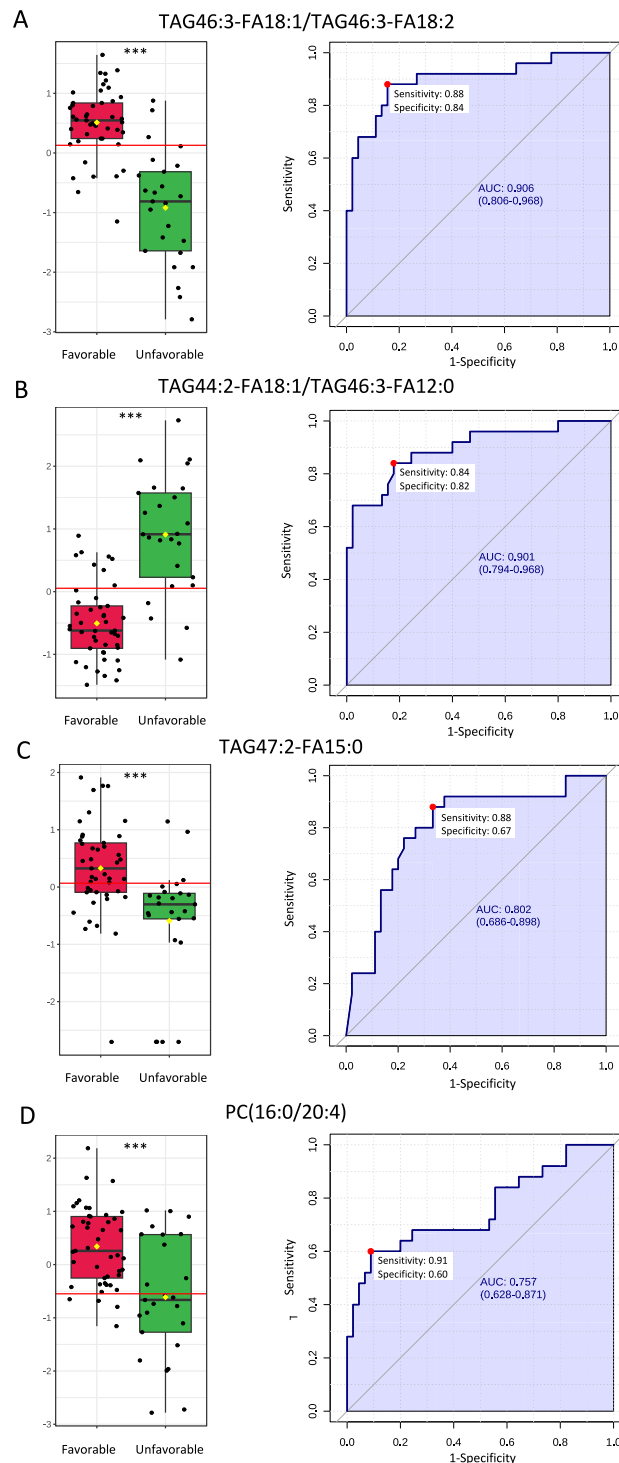 A
TAG46:3-FA18:1/TAG46:3-FA18:2
***
1
0
-1
-2
-3
Favorable
Unfavorable
Sensitivity
1.0
0.8
0.6
0.4
0.2
0.0
Sensitivity: 0.88
Specificity: 0.84
AUC: 0.906
(0.806-0.968)
0.0
0.2
0.4
0.6
0.8
1.0
1-Specificity
B
TAG44:2-FA18:1/TAG46:3-FA12:0
***
2
1
0
-1
Favorable
Unfavorable
Sensitivity
1.0
0.8
0.6
0.4
0.2
0.0
Sensitivity: 0.84
Specificity: 0.82
AUC: 0.901
(0.794-0.968)
0.0
0.2
0.4
0.6
0.8
1.0
1-Specificity
C
TAG47:2-FA15:0
***
2
1
0
-1
-2
Favorable
Unfavorable
Sensitivity
1.0
0.8
0.6
0.4
0.2
0.0
Sensitivity: 0.88
Specificity: 0.67
AUC: 0.802
(0.686-0.898)
0.0
0.2
0.4
0.6
0.8
1.0
1-Specificity
D
PC(16:0/20:4)
***
2
1
0
-1
-2
-3
Favorable
Unfavorable
Sensitivity
1.0
0.8
0.6
0.4
0.2
0.0
Sensitivity: 0.91
Specificity: 0.60
AUC: 0.757
(0.628-0.871)
0.0
0.2
0.4
0.6
0.8
1.0
1-Specificity